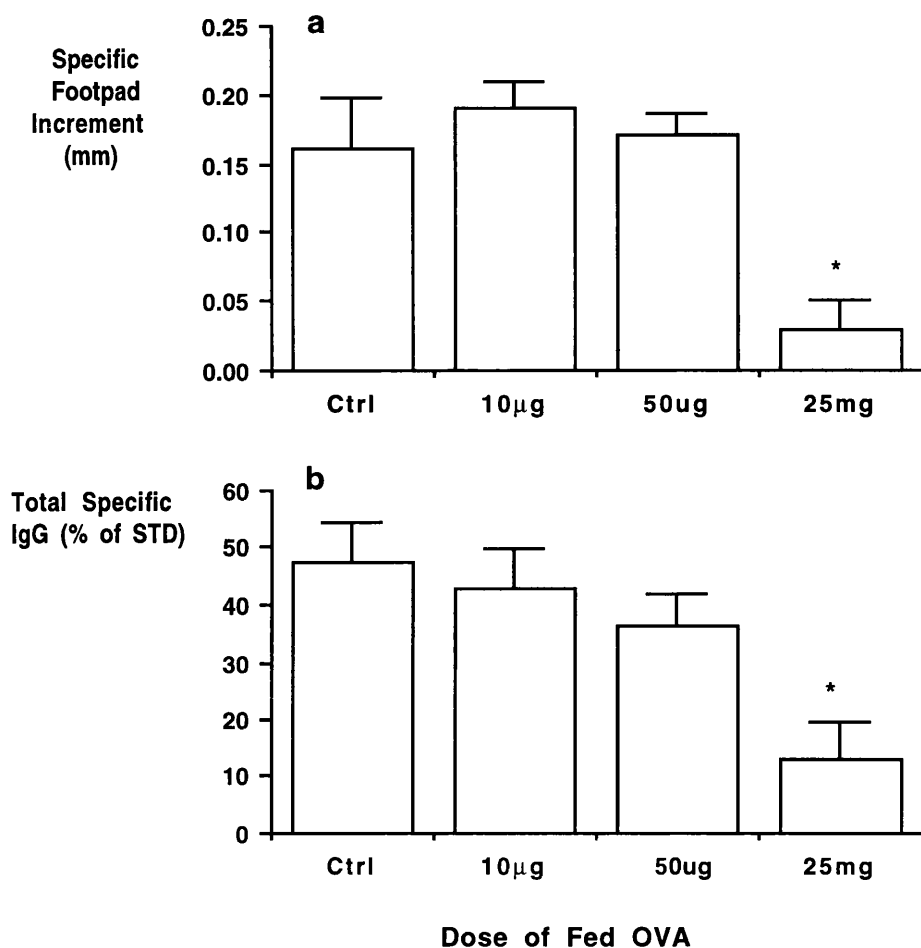 a
Specific
Footpad
Increment
(mm)
0.25
0.20
0.15
0.10
0.05
0.00
*
Ctrl 10µg 50ug 25mg
b
Total Specific
IgG (% of STD)
60
50
40
30
20
10
0
*
Ctrl 10µg 50ug 25mg
Dose of Fed OVA